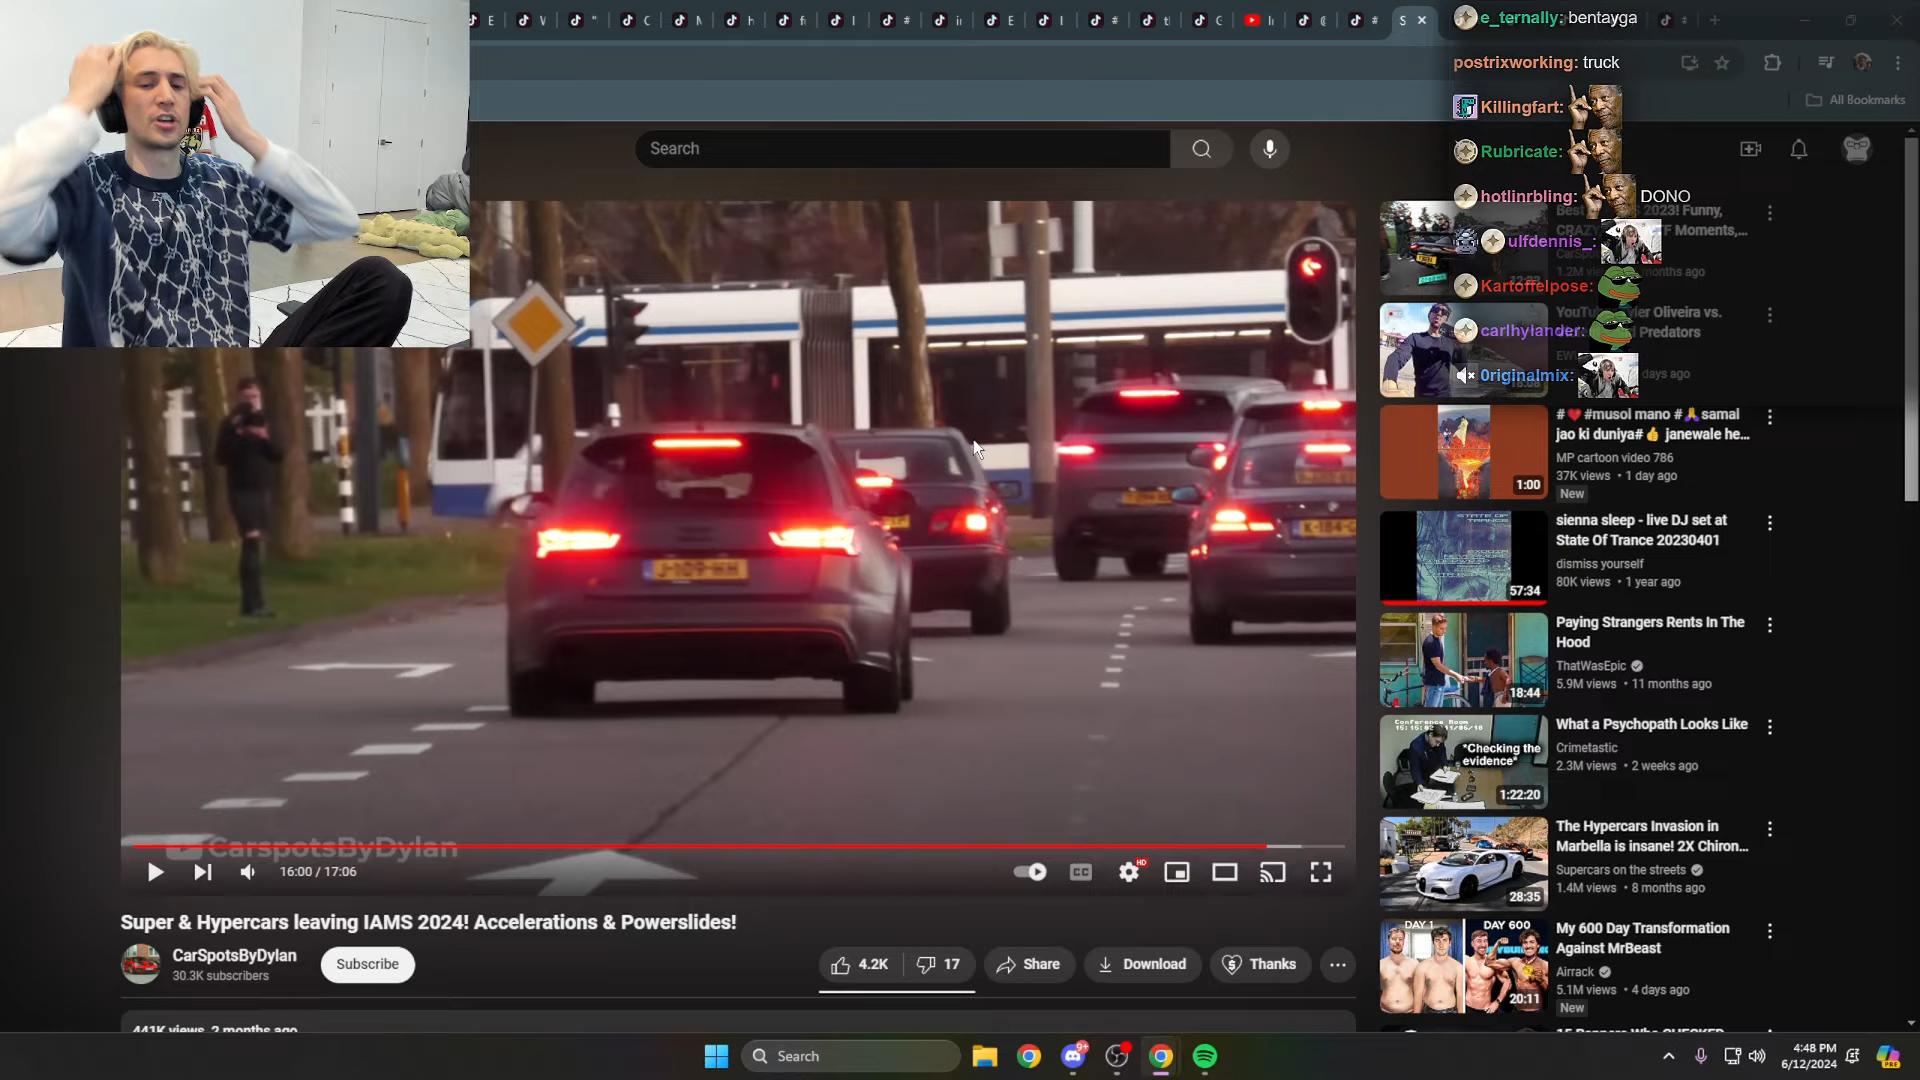 E
e_ternally: bentayga
postrixworking: truck
All Bookmarks
Killingfart:
Search
Rubricate:
hotlinrbling: DONO
2023! Funny,
Moments,...
ulfdennis_:
1.2M
months ago
Kartoffelpose:
Oliveira vs.
carlhylander:
Predators
0riginalmix:
days ago
#❤️#musol mano #🙏 samal
jao ki duniya#👍 janewale he...
MP cartoon video 786
37K views • 1 day ago
1:00
New
sienna sleep - live DJ set at
State Of Trance 20230401
dismiss yourself
80K views • 1 year ago
57:34
Paying Strangers Rents In The
Hood
ThatWasEpic
5.9M views • 11 months ago
18:44
What a Psychopath Looks Like
Crimetastic
2.3M views • 2 weeks ago
*Checking the
evidence*
1:22:20
The Hypercars Invasion in
Marbella is insane! 2X Chiron...
Supercars on the streets
1.4M views • 8 months ago
28:35
DAY 1
DAY 600
My 600 Day Transformation
Against MrBeast
Airrack
5.1M views • 4 days ago
20:11
New
J-109-HH
CarspotsByDylan
16:00 / 17:06
CC
HD
Super & Hypercars leaving IAMS 2024! Accelerations & Powerslides!
CarSpotsByDylan
30.3K subscribers
Subscribe
4.2K
17
Share
Download
Thanks
441K views 2 months ago
Search
9+
4:48 PM
6/12/2024
PRE